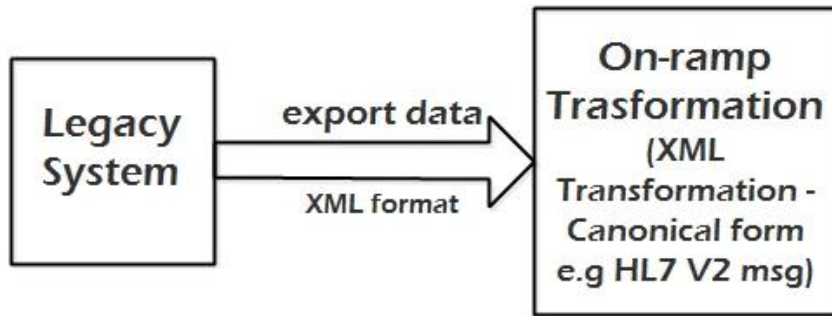 Legacy
System
export data
XML format
On-ramp
Trasformation
(XML
Transformation -
Canonical form
e.g HL7 V2 msg)